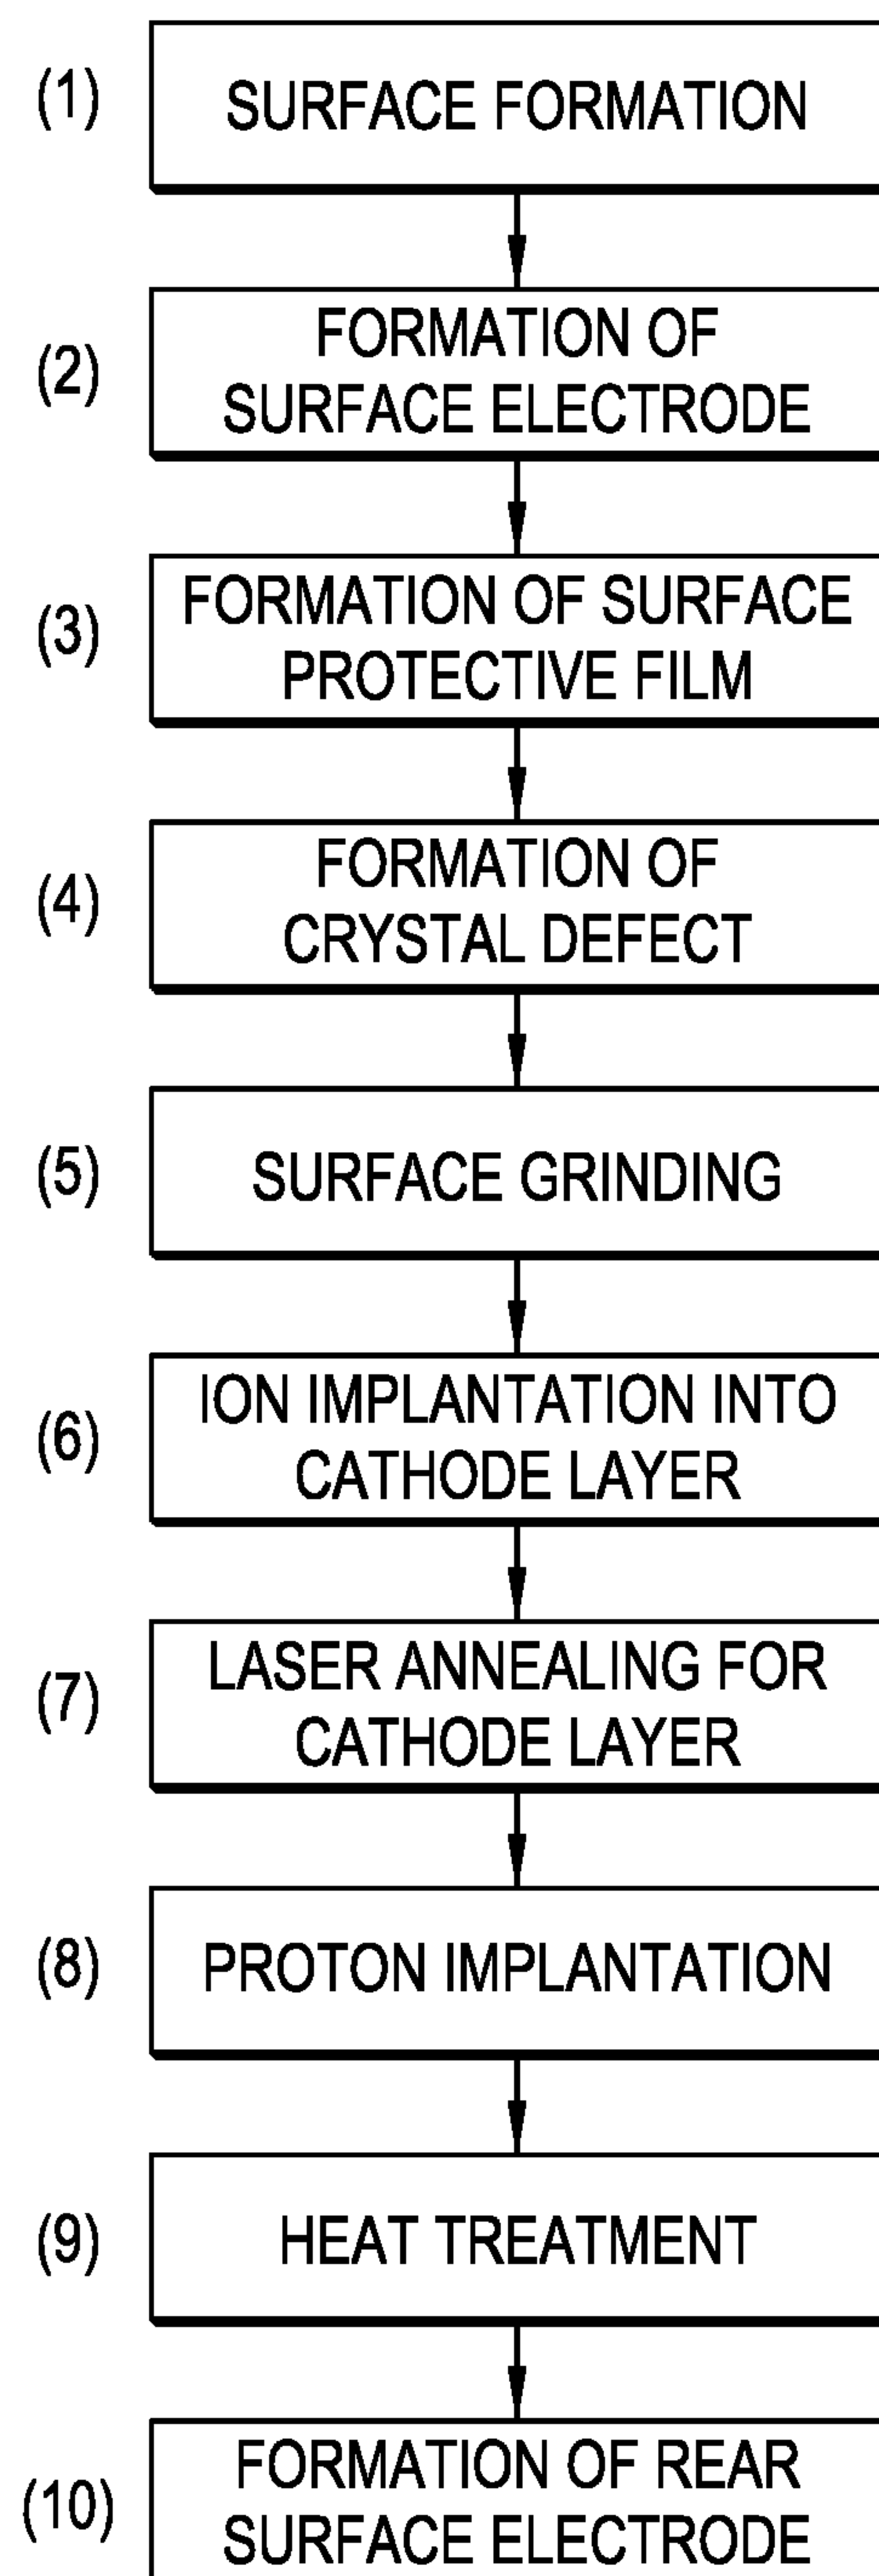 (1)
SURFACE FORMATION
(2)
FORMATION OF
SURFACE ELECTRODE
(3)
FORMATION OF SURFACE
PROTECTIVE FILM
(4)
FORMATION OF
CRYSTAL DEFECT
(5)
SURFACE GRINDING
(6)
ION IMPLANTATION INTO
CATHODE LAYER
(7)
LASER ANNEALING FOR
CATHODE LAYER
(8)
PROTON IMPLANTATION
(9)
HEAT TREATMENT
(10)
FORMATION OF REAR
SURFACE ELECTRODE